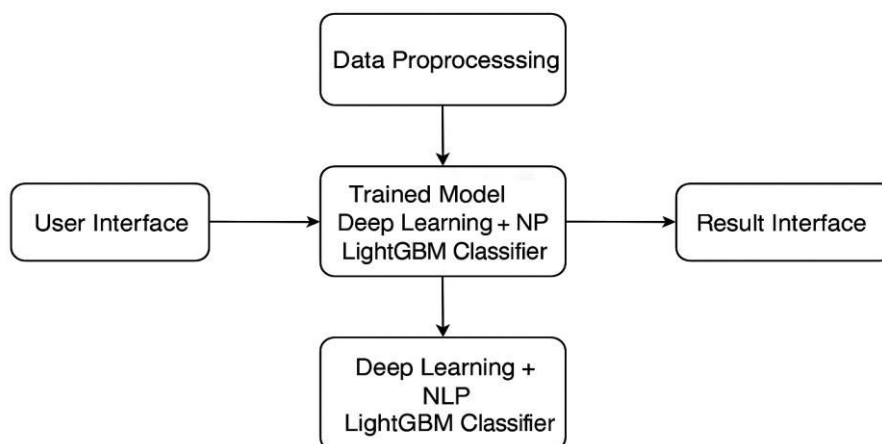 Data Proprocesssing
User Interface
Trained Model
Deep Learning + NP
LightGBM Classifier
Result Interface
Deep Learning +
NLP
LightGBM Classifier